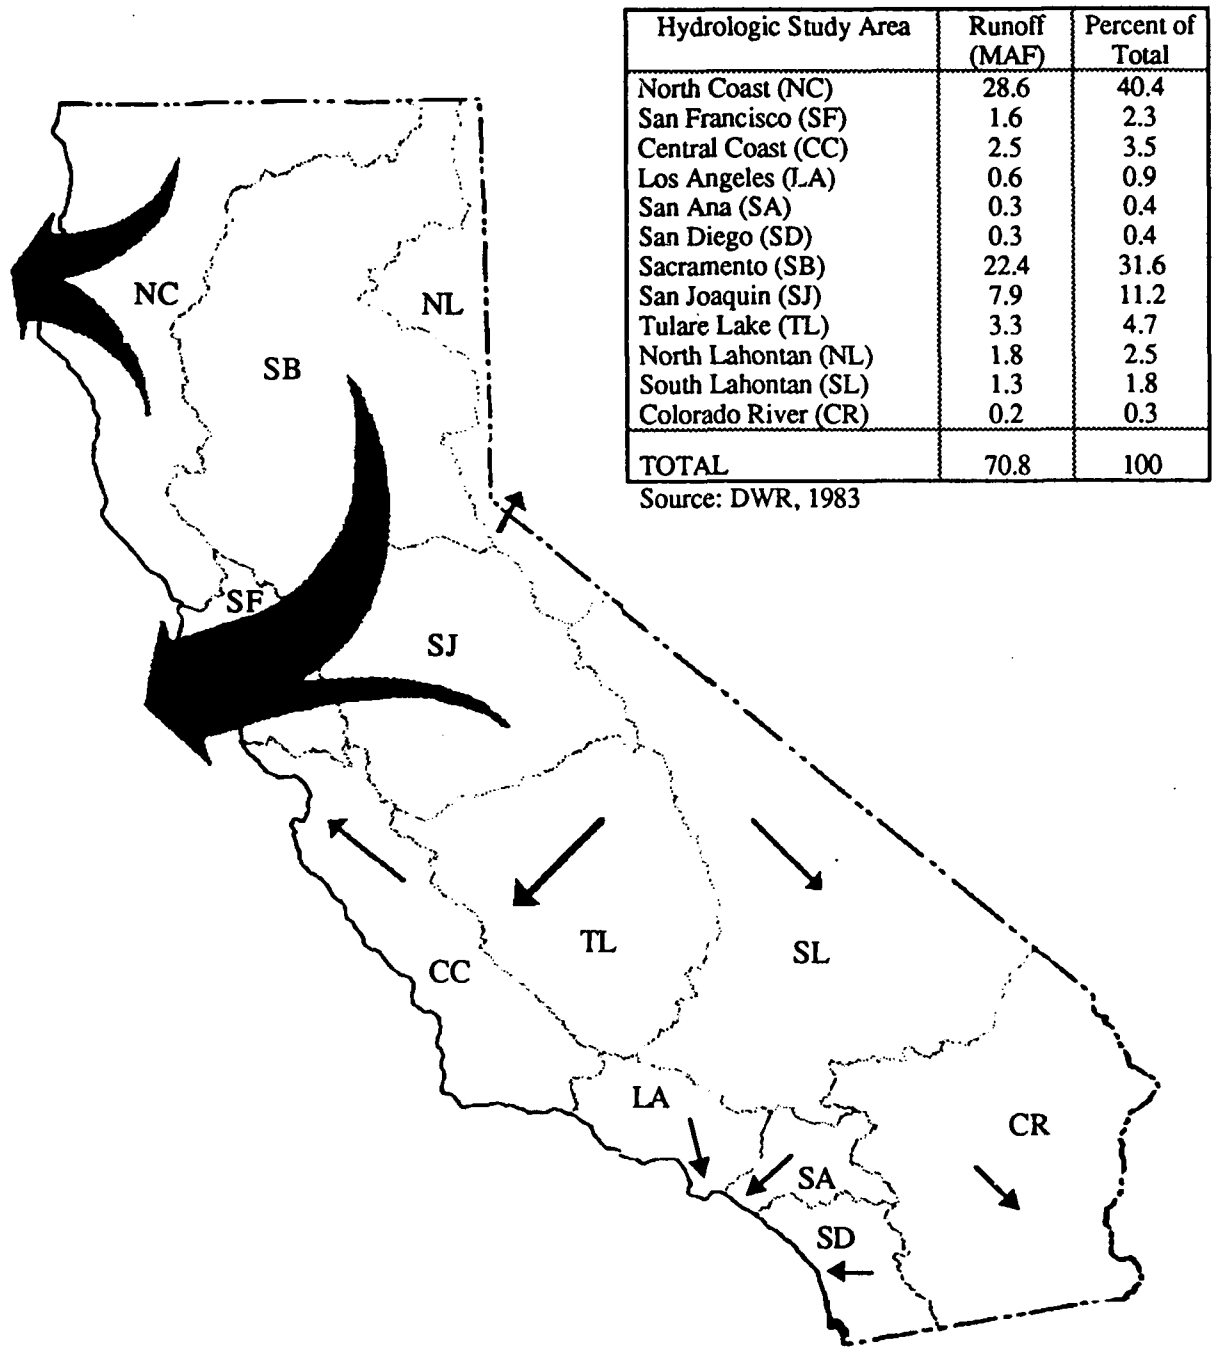 Hydrologic Study Area Runoff (MAF) Percent of Total
North Coast (NC) 28.6 40.4
San Francisco (SF) 1.6 2.3
Central Coast (CC) 2.5 3.5
Los Angeles (LA) 0.6 0.9
San Ana (SA) 0.3 0.4
San Diego (SD) 0.3 0.4
Sacramento (SB) 22.4 31.6
San Joaquin (SJ) 7.9 11.2
Tulare Lake (TL) 3.3 4.7
North Lahontan (NL) 1.8 2.5
South Lahontan (SL) 1.3 1.8
Colorado River (CR) 0.2 0.3
TOTAL 70.8 100
Source: DWR, 1983
NC
NL
SB
SF
SJ
TL
SL
CC
LA
CR
SA
SD